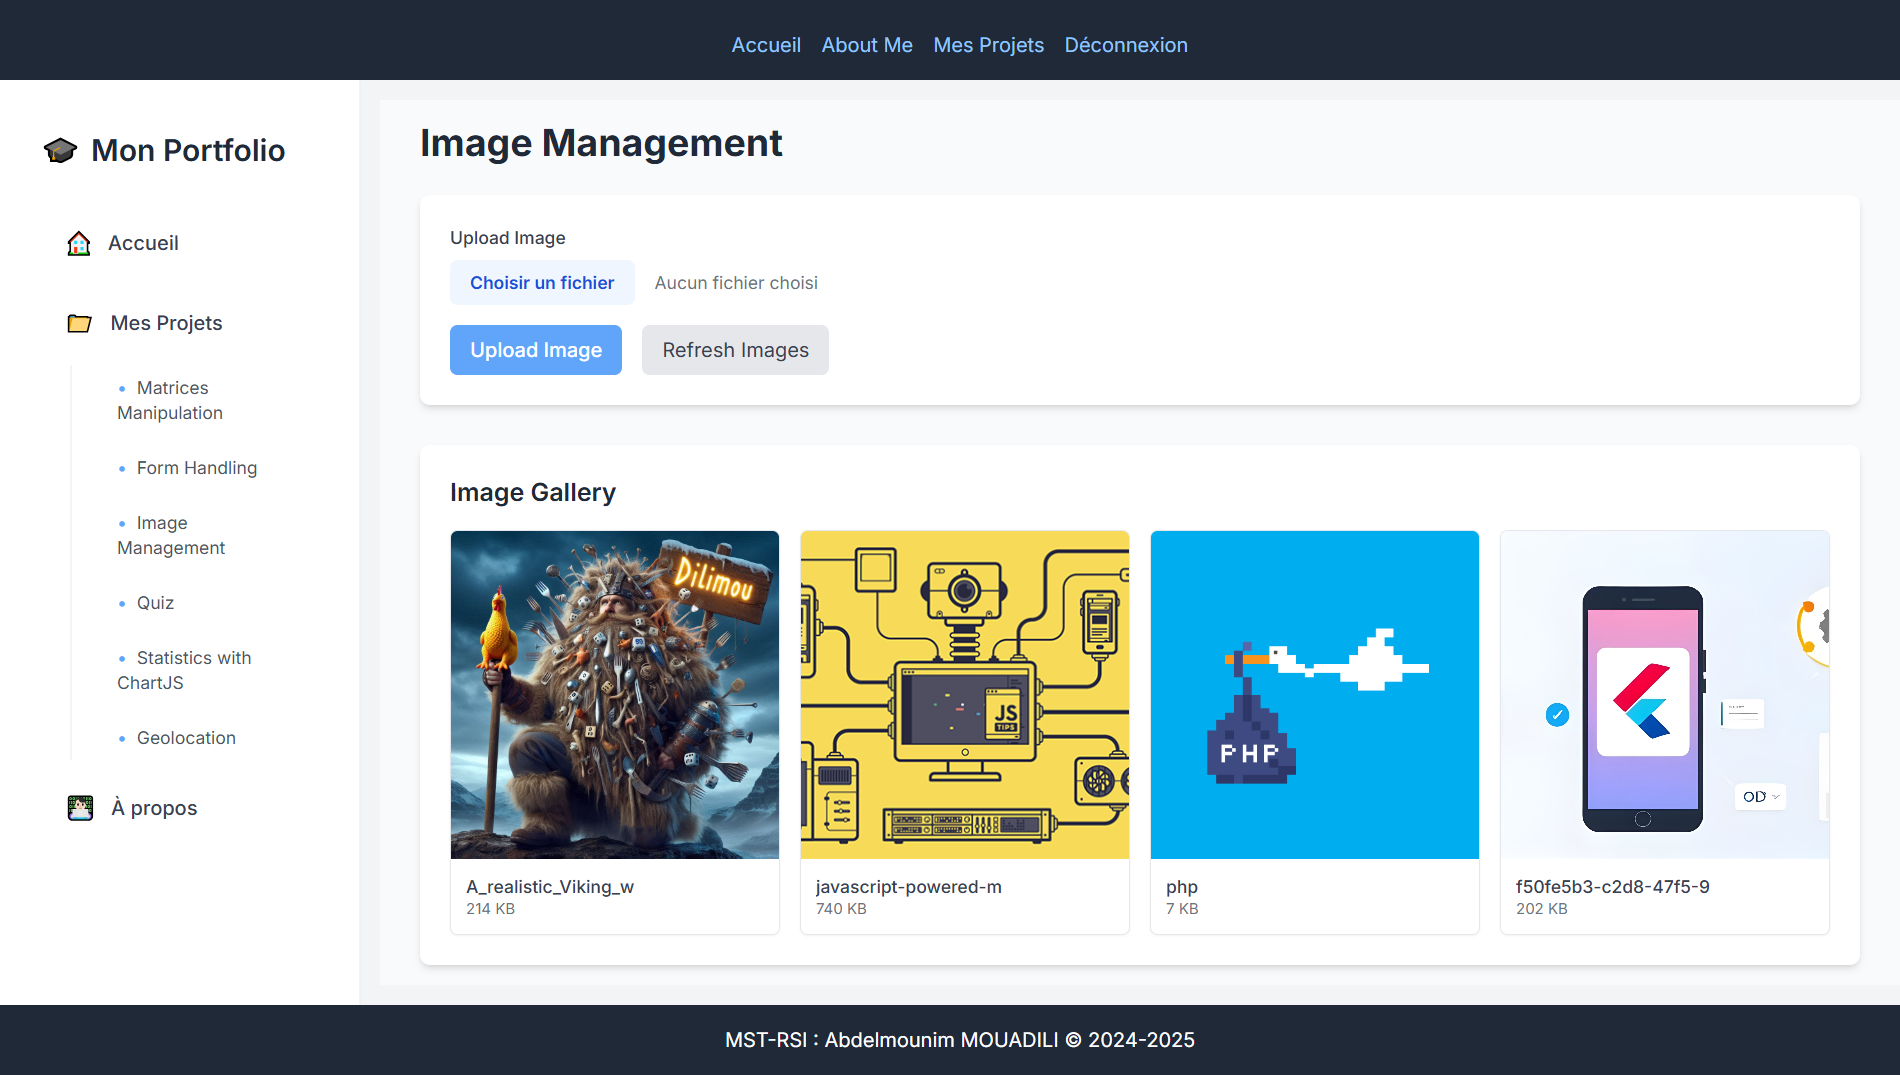 Accueil About Me Mes Projets Déconnexion
Mon Portfolio
Accueil
Mes Projets
• Matrices
Manipulation
• Form Handling
• Image
Management
• Quiz
• Statistics with
ChartJS
• Geolocation
À propos
Image Management
Upload Image
Choisir un fichier Aucun fichier choisi
Upload Image Refresh Images
Image Gallery
Dilimou
JS
TIPS
PHP
OD
A_realistic_Viking_w
214 KB
javascript-powered-m
740 KB
php
7 KB
f50fe5b3-c2d8-47f5-9
202 KB
MST-RSI : Abdelmounim MOUADILI © 2024-2025